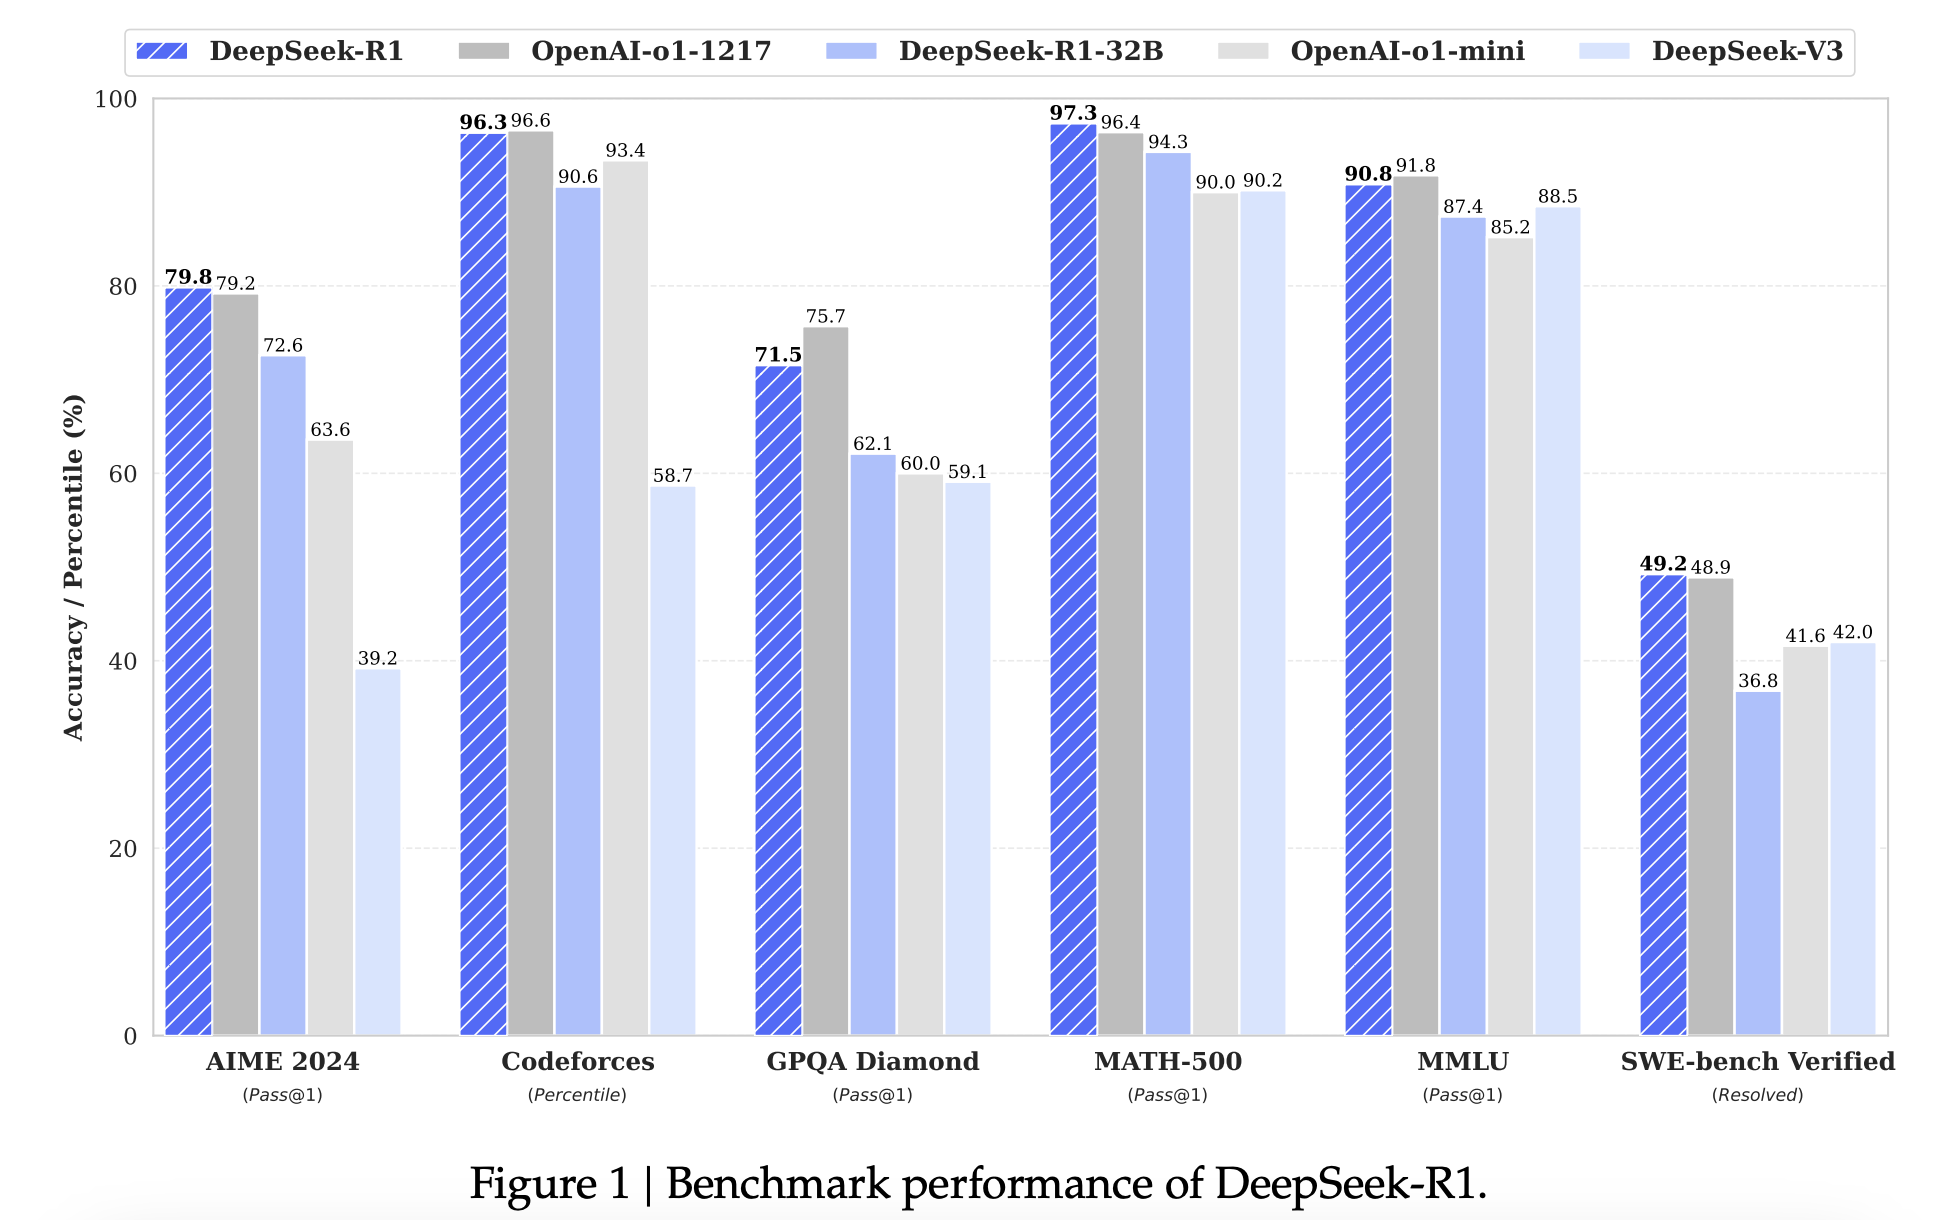 DeepSeek-R1 OpenAI-o1-1217 DeepSeek-R1-32B OpenAI-o1-mini DeepSeek-V3
Accuracy / Percentile (%)
100
80
60
40
20
0
79.8 79.2 72.6 63.6 39.2
96.3 96.6 90.6 93.4 58.7
71.5 75.7 62.1 60.0 59.1
97.3 96.4 94.3 90.0 90.2
90.8 91.8 87.4 85.2 88.5
49.2 48.9 36.8 41.6 42.0
AIME 2024 Codeforces GPQA Diamond MATH-500 MMLU SWE-bench Verified
(Pass@1) (Percentile) (Pass@1) (Pass@1) (Pass@1) (Resolved)
Figure 1 | Benchmark performance of DeepSeek-R1.